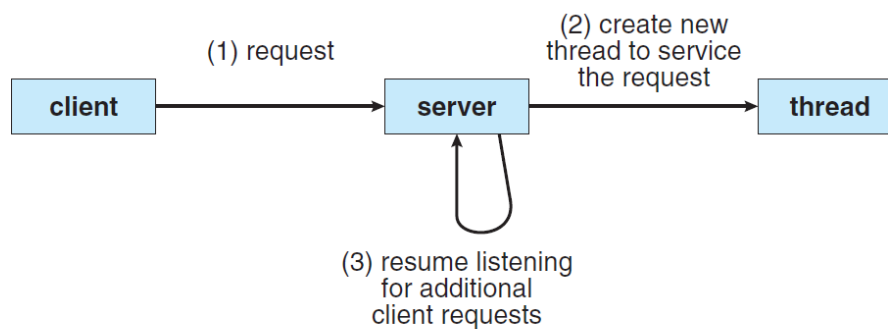 (1) request
(2) create new
thread to service
the request
client
server
thread
(3) resume listening
for additional
client requests